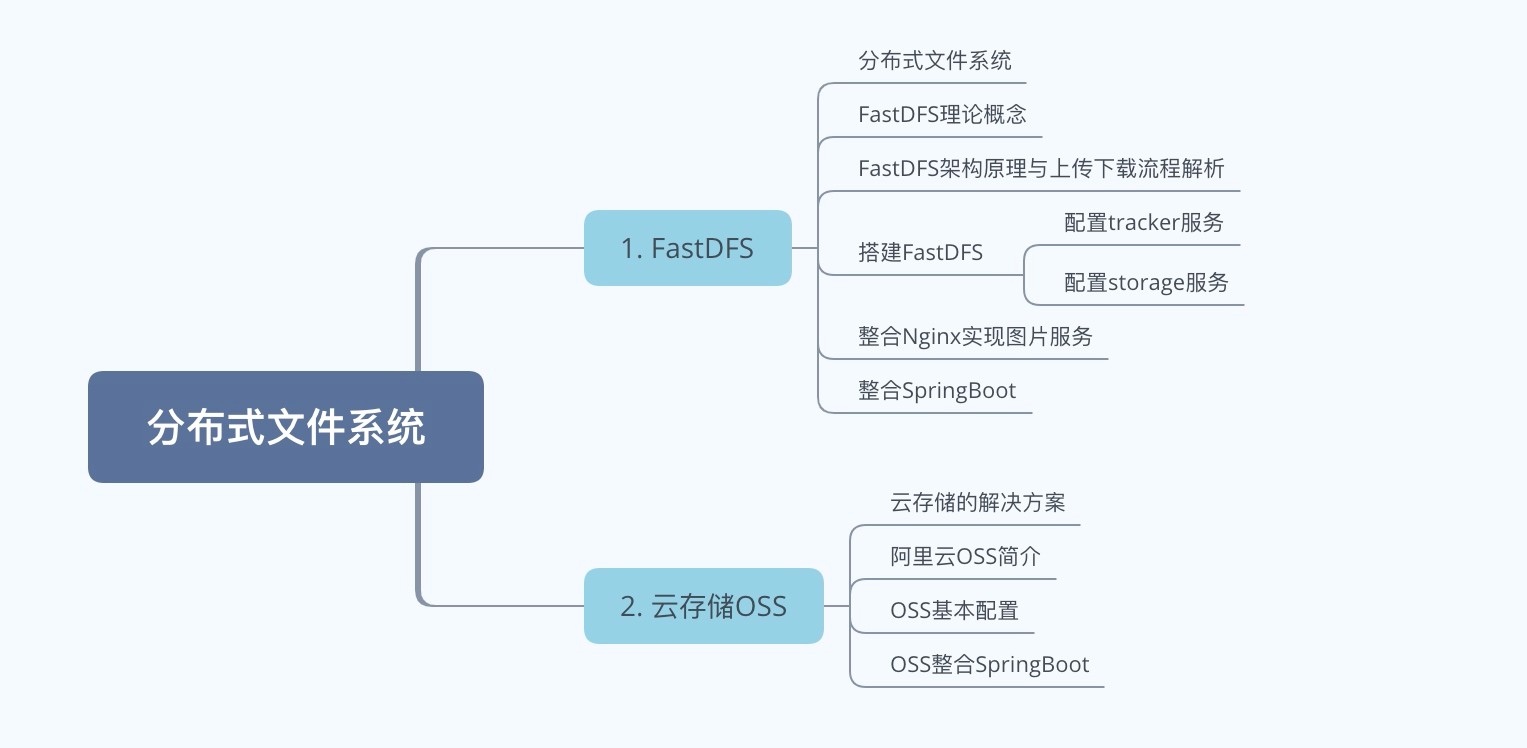 分布式文件系统
1. FastDFS
分布式文件系统
FastDFS理论概念
FastDFS架构原理与上传下载流程解析
搭建FastDFS
配置tracker服务
配置storage服务
整合Nginx实现图片服务
整合SpringBoot
2. 云存储OSS
云存储的解决方案
阿里云OSS简介
OSS基本配置
OSS整合SpringBoot